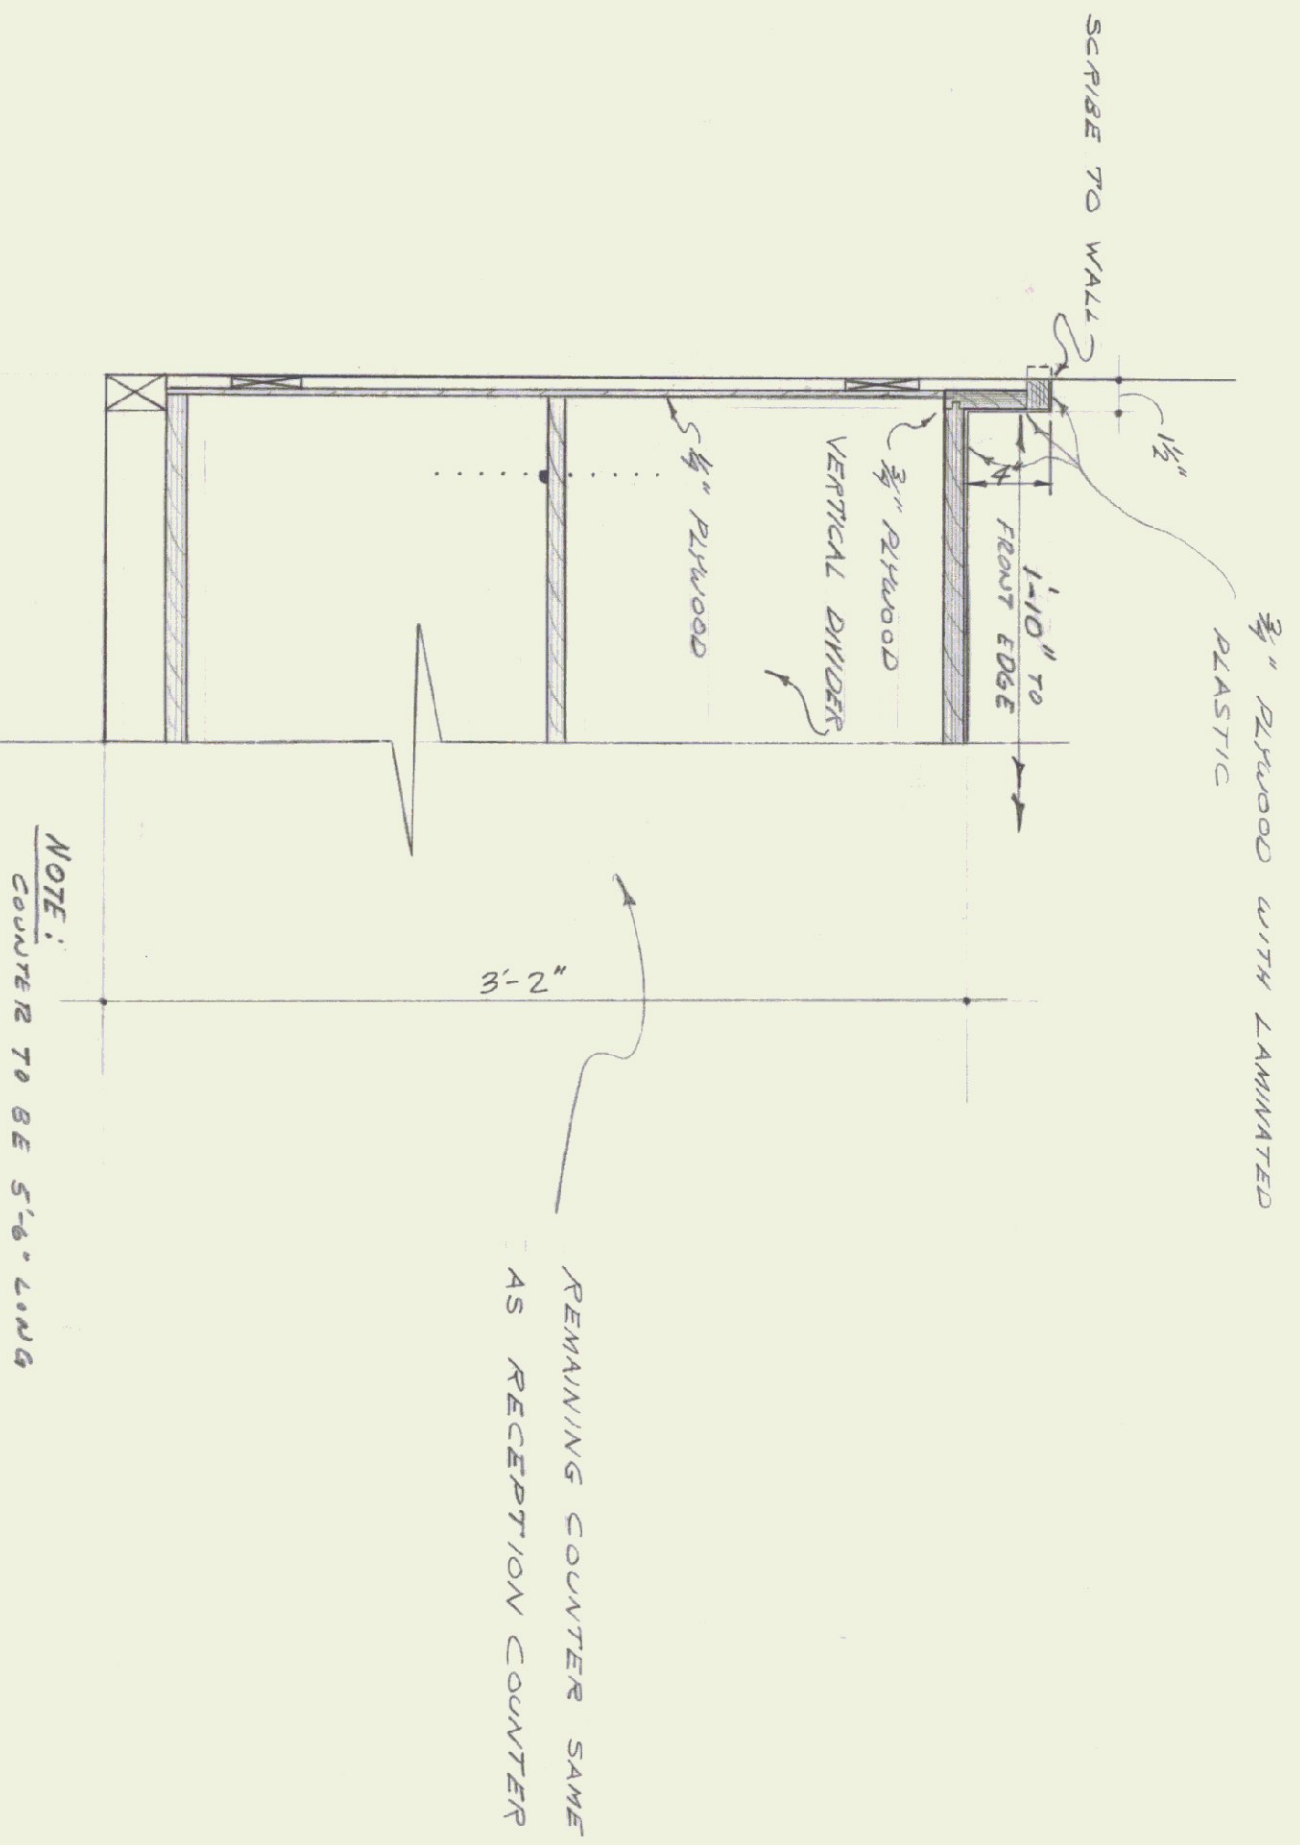 ¾" PLYWOOD WITH LAMINATED
PLASTIC
1½"
SCRIBE TO WALL
4"
1'-10" TO
FRONT EDGE
¾" PLYWOOD
VERTICAL DIVIDER
¼" PLYWOOD
3'-2"
REMAINING COUNTER SAME
AS RECEPTION COUNTER
NOTE:
COUNTER TO BE 5'-6" LONG